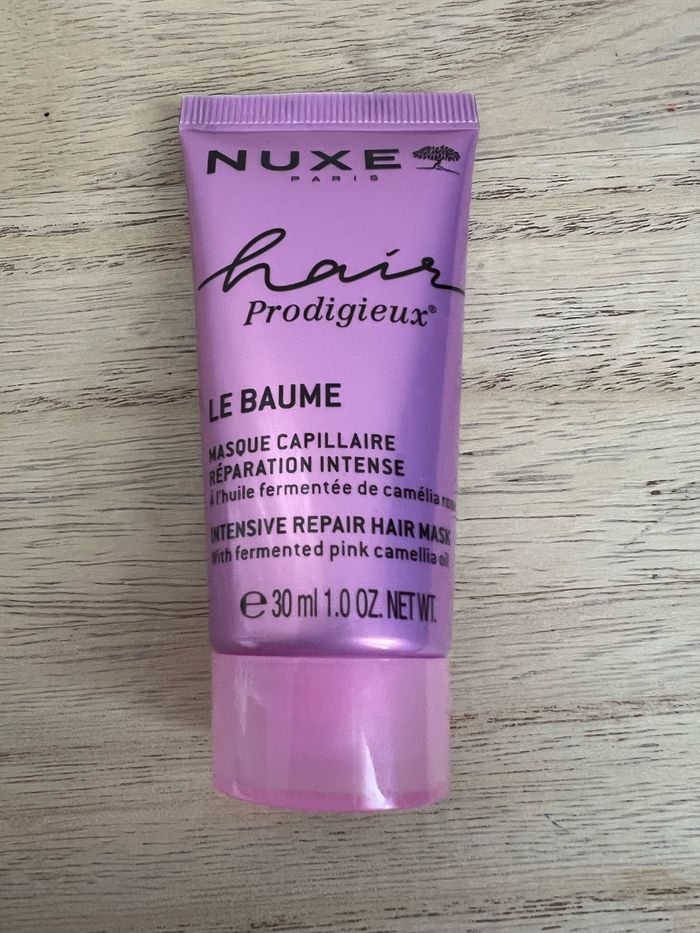 NUXE
PARIS
hair
Prodigieux®
LE BAUME
MASQUE CAPILLAIRE
RÉPARATION INTENSE
À l'huile fermentée de camélia
INTENSIVE REPAIR HAIR MASK
With fermented pink camellia oil
e 30 ml 1.0 OZ. NET WT.